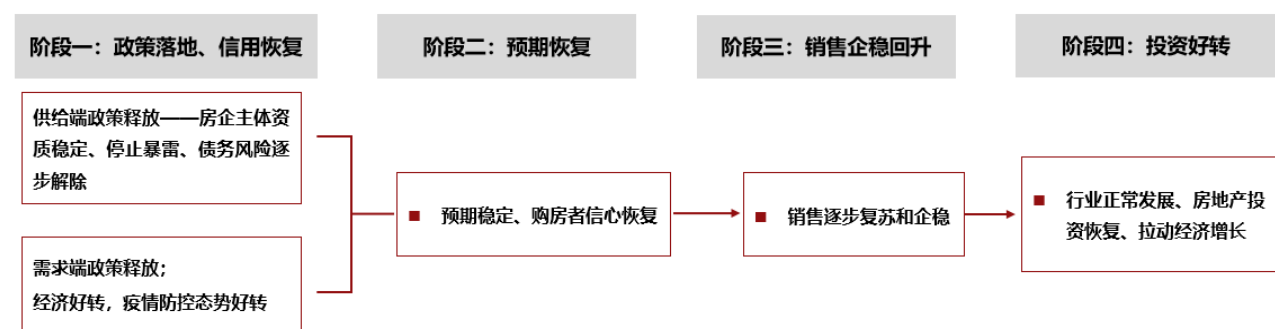 阶段一：政策落地、信用恢复
阶段二：预期恢复
阶段三：销售企稳回升
阶段四：投资好转
供给端政策释放——房企主体资
质稳定、停止暴雷、债务风险逐
步解除
需求端政策释放；
经济好转，疫情防控态势好转
■ 预期稳定、购房者信心恢复
■ 销售逐步复苏和企稳
■ 行业正常发展、房地产投
资恢复、拉动经济增长